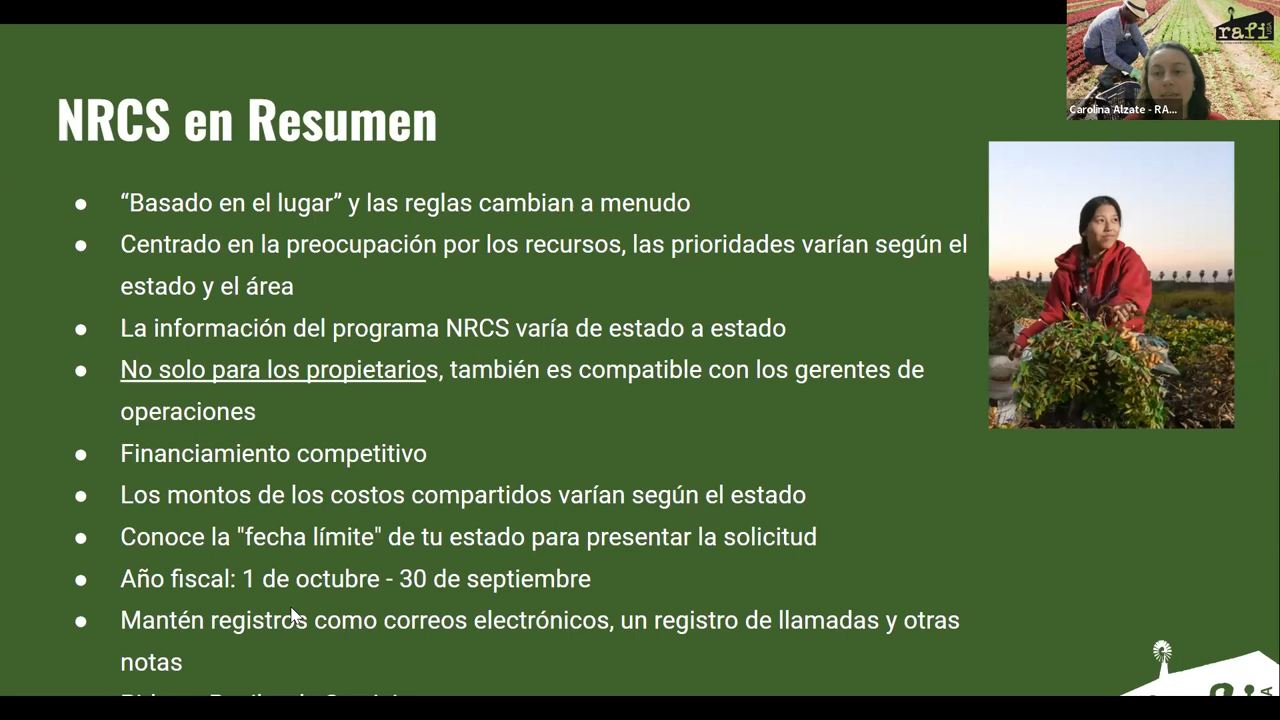 rafi
USA
Carolina Alzate - RA...
NRCS en Resumen
● “Basado en el lugar” y las reglas cambian a menudo
● Centrado en la preocupación por los recursos, las prioridades varían según el
estado y el área
● La información del programa NRCS varía de estado a estado
● No solo para los propietarios, también es compatible con los gerentes de
operaciones
● Financiamiento competitivo
● Los montos de los costos compartidos varían según el estado
● Conoce la "fecha límite" de tu estado para presentar la solicitud
● Año fiscal: 1 de octubre - 30 de septiembre
● Mantén registros como correos electrónicos, un registro de llamadas y otras
notas